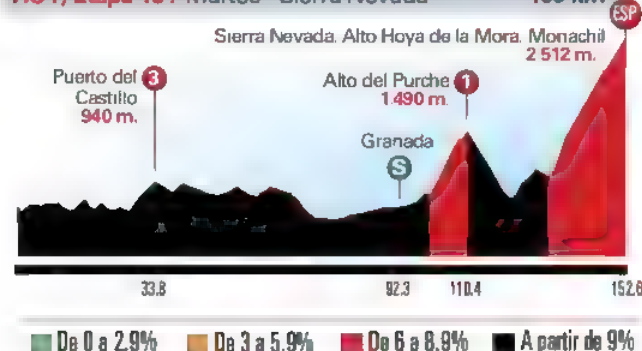 Sierra Nevada
Sierra Nevada. Alto Hoya de la Mora. Monachil
2 512 m.
ESP
Puerto del
Castillo
940 m.
3
Alto del Purche
1.490 m.
1
Granada
S
33.8
92.3
110.4
152.6
De 0 a 2,9%
De 3 a 5,9%
De 6 a 8,9%
A partir de 9%